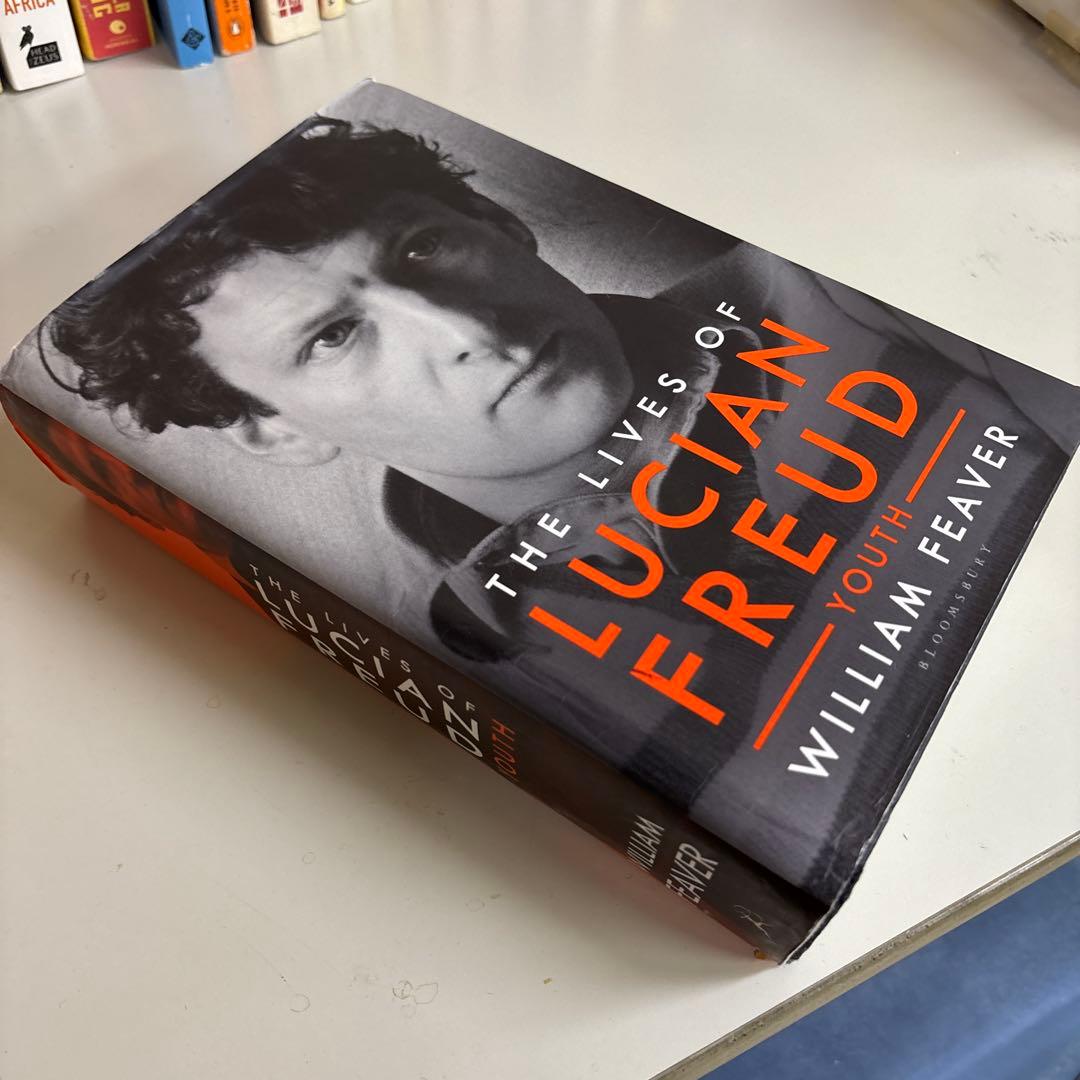 AFRICA
HEAD
ZEUS
THE LIVES OF
LUCIAN
FREUD
YOUTH
WILLIAM FEAVER
BLOOMSBURY
THE LIVES OF
LUCIAN
FREUD
YOUTH
WILLIAM
FEAVER